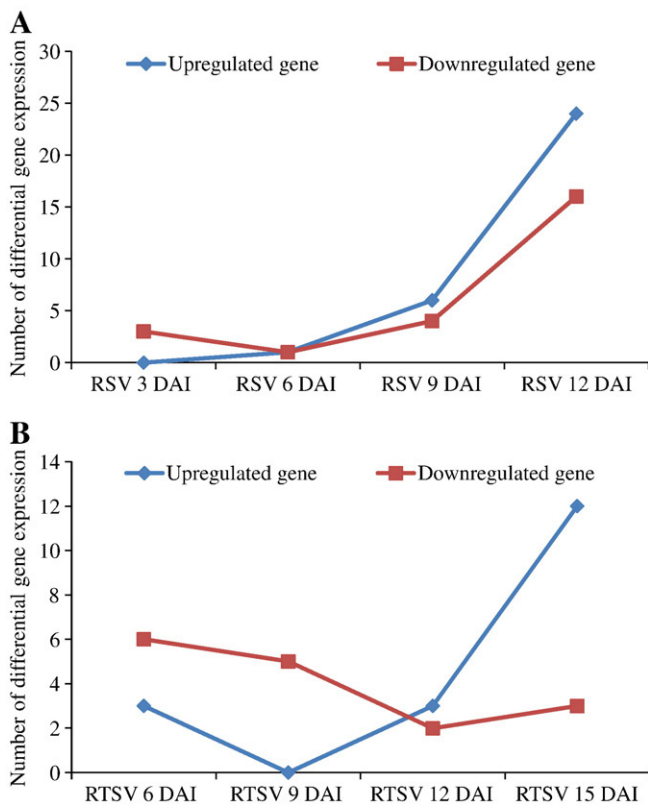 A
Number of differential gene expression
Upregulated gene
Downregulated gene
30
25
20
15
10
5
0
RSV 3 DAI
RSV 6 DAI
RSV 9 DAI
RSV 12 DAI
B
Number of differential gene expression
Upregulated gene
Downregulated gene
14
12
10
8
6
4
2
0
RTSV 6 DAI
RTSV 9 DAI
RTSV 12 DAI
RTSV 15 DAI